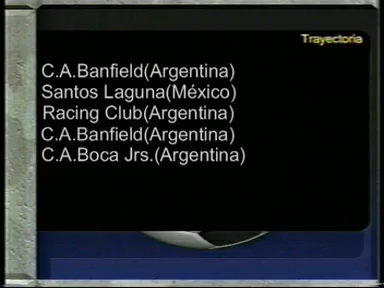 Trayectoria
C.A.Banfield(Argentina)
Santos Laguna(México)
Racing Club(Argentina)
C.A.Banfield(Argentina)
C.A.Boca Jrs.(Argentina)